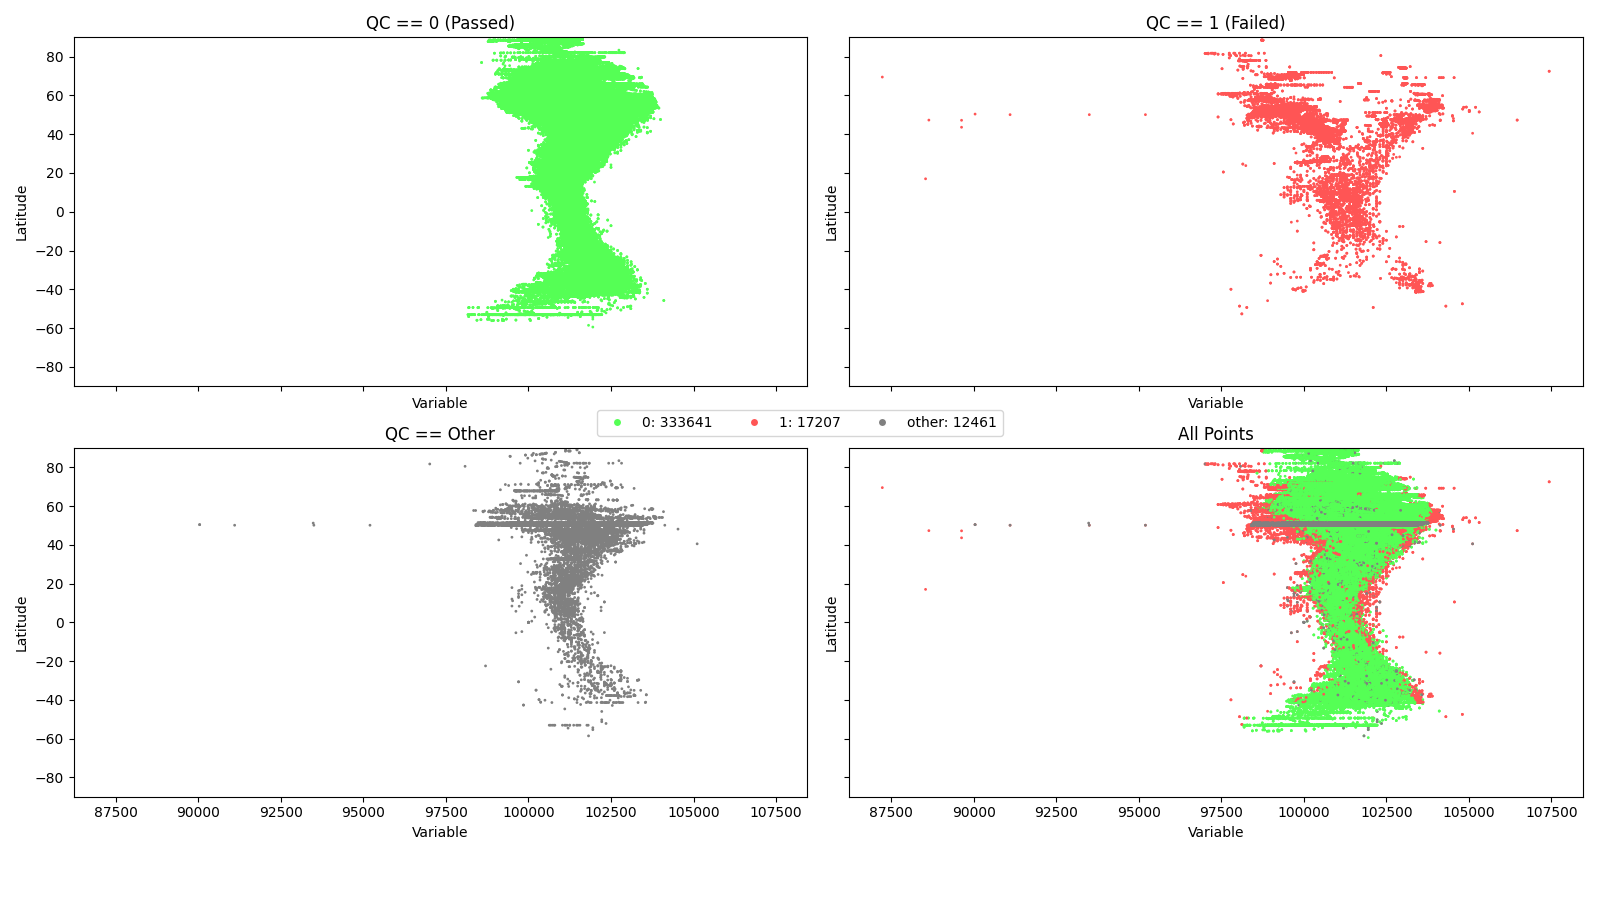 QC == 0 (Passed)
QC == 1 (Failed)
80
60
40
20
0
−20
−40
−60
−80
Latitude
Latitude
Variable
Variable
0: 333641 1: 17207 other: 12461
QC == Other
All Points
80
60
40
20
0
−20
−40
−60
−80
Latitude
Latitude
87500 90000 92500 95000 97500 100000 102500 105000 107500
87500 90000 92500 95000 97500 100000 102500 105000 107500
Variable
Variable